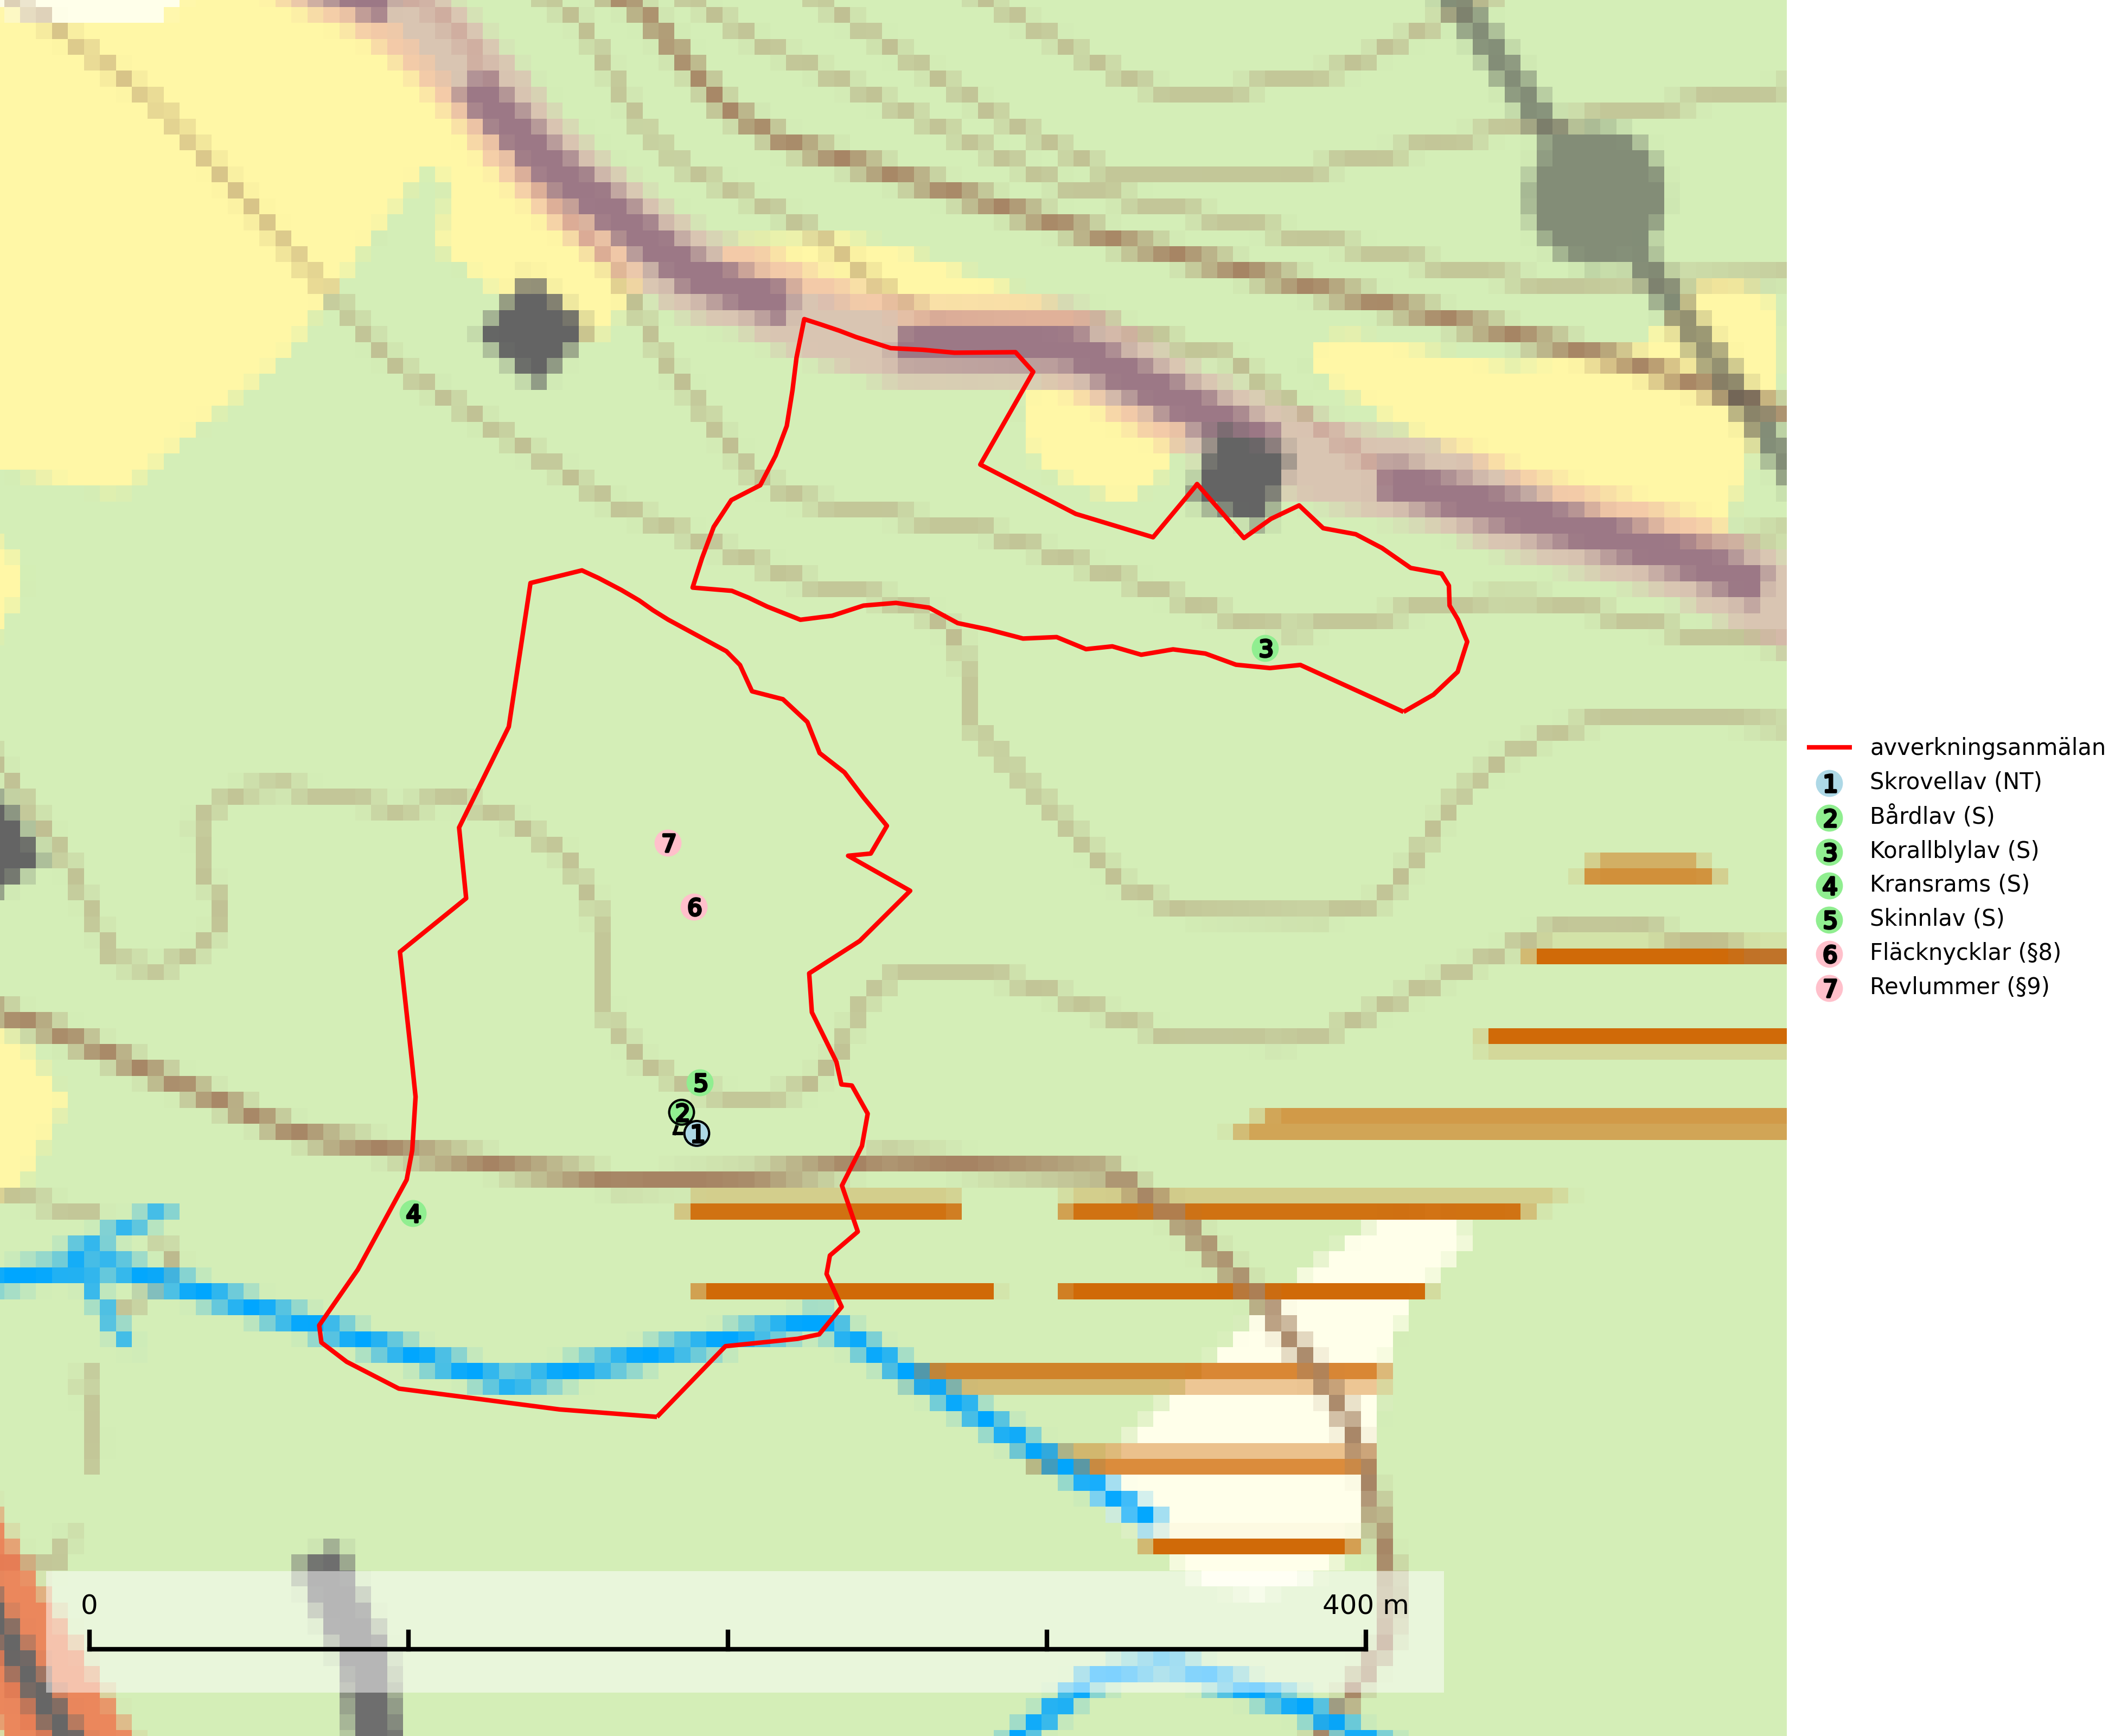 avverkningsanmälan
1 Skrovellav (NT)
2 Bårdlav (S)
3 Korallblylav (S)
4 Kransrams (S)
5 Skinnlav (S)
6 Fläcknycklar (§8)
7 Revlummer (§9)
3
7
6
5
2
1
4
0 400 m